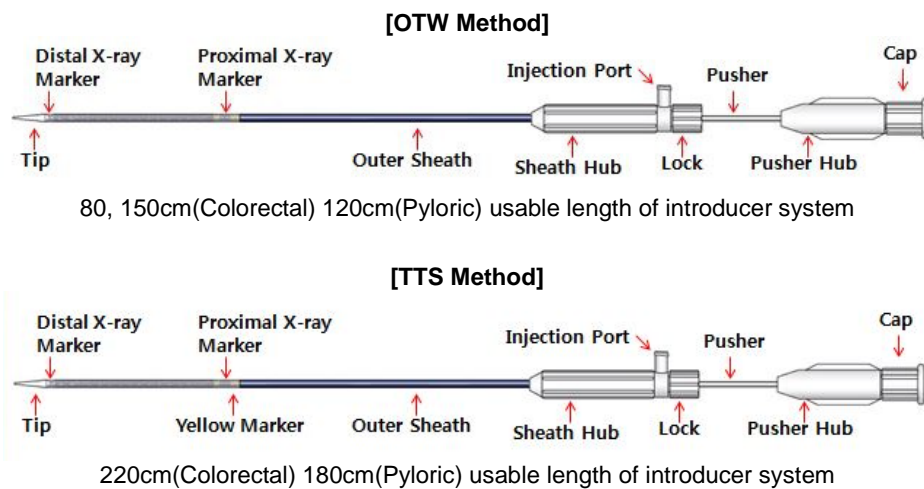 [OTW Method]
Distal X-ray Marker
Proximal X-ray Marker
Injection Port
Pusher
Cap
Tip
Outer Sheath
Sheath Hub
Lock
Pusher Hub
80, 150cm(Colorectal) 120cm(Pyloric) usable length of introducer system
[TTS Method]
Distal X-ray Marker
Proximal X-ray Marker
Injection Port
Pusher
Cap
Tip
Yellow Marker
Outer Sheath
Sheath Hub
Lock
Pusher Hub
220cm(Colorectal) 180cm(Pyloric) usable length of introducer system